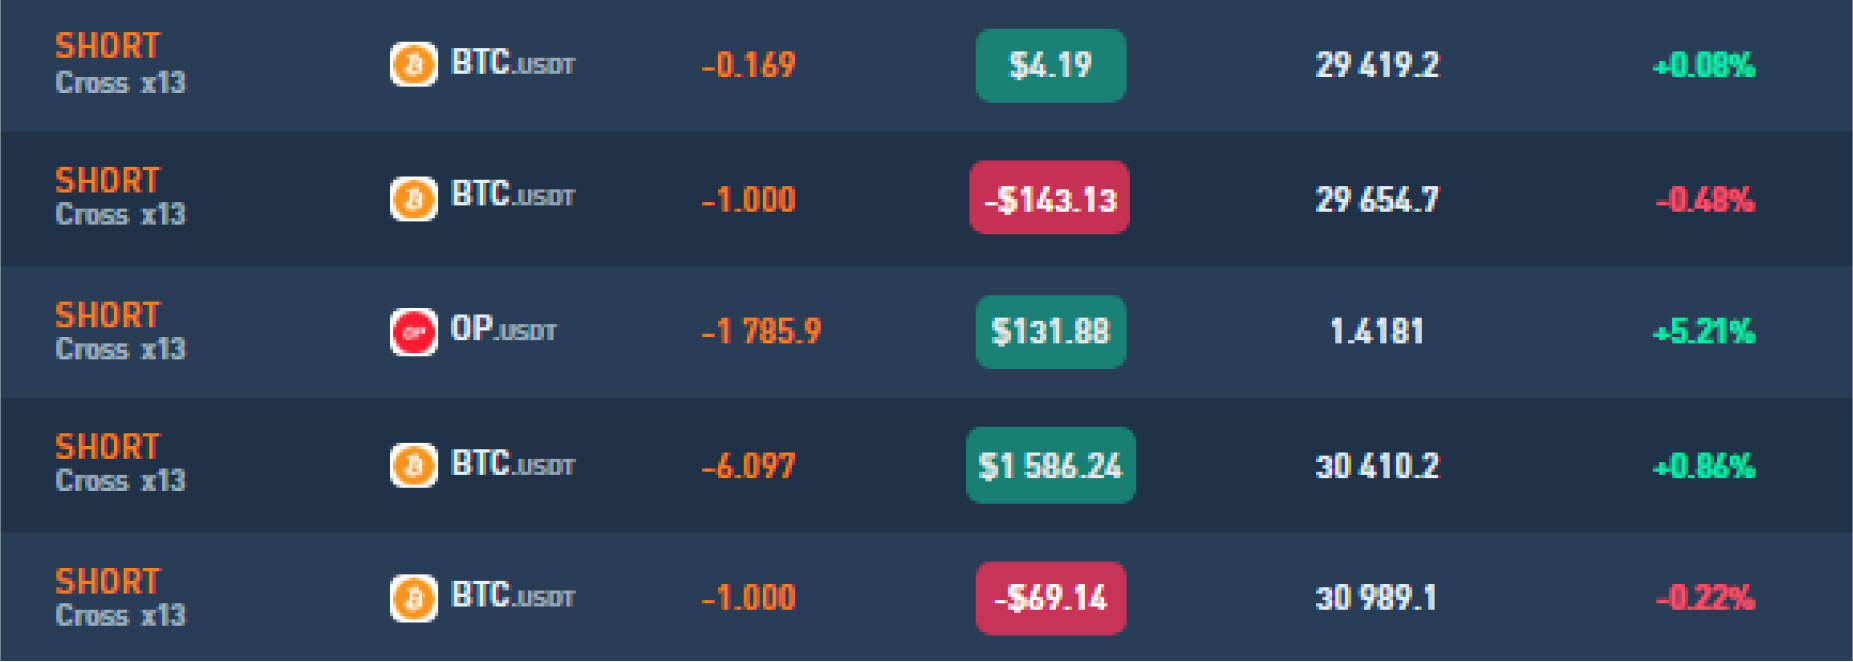 SHORT
Cross x13
BTC.USDT
-0.169
$4.19
29 419.2
+0.08%
SHORT
Cross x13
BTC.USDT
-1.000
-$143.13
29 654.7
-0.48%
SHORT
Cross x13
OP
OP.USDT
-1 785.9
$131.88
1.4181
+5.21%
SHORT
Cross x13
BTC.USDT
-6.097
$1 586.24
30 410.2
+0.86%
SHORT
Cross x13
BTC.USDT
-1.000
-$69.14
30 989.1
-0.22%